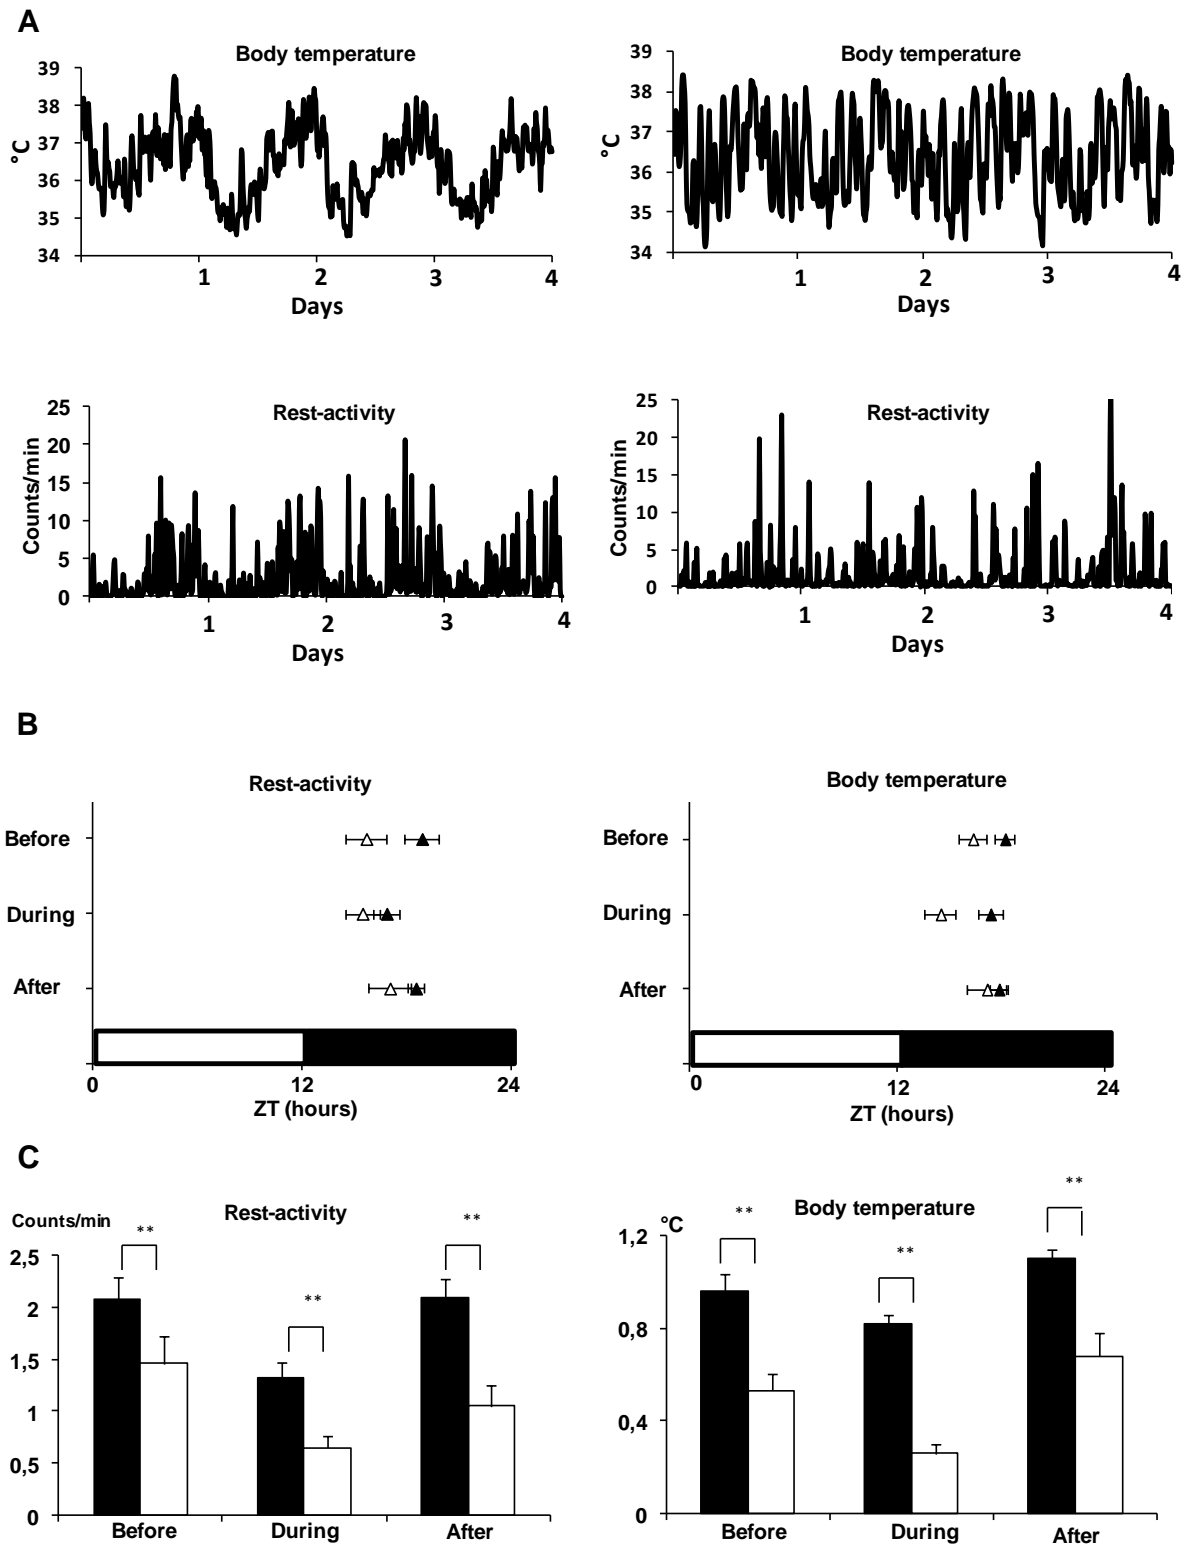 A
Body temperature
39
38
37
36
35
34
°C
1 2 3 4
Days
Body temperature
39
38
37
36
35
34
°C
1 2 3 4
Days
Rest-activity
25
20
15
10
5
0
Counts/min
1 2 3 4
Days
Rest-activity
25
20
15
10
5
0
Counts/min
1 2 3 4
Days
B
Rest-activity
Before
During
After
0 12 24
ZT (hours)
Body temperature
Before
During
After
0 12 24
ZT (hours)
C
Rest-activity
Counts/min
** ** **
2,5
2
1,5
1
0,5
0
Before During After
Body temperature
°C
** ** **
1,2
0,8
0,4
0
Before During After